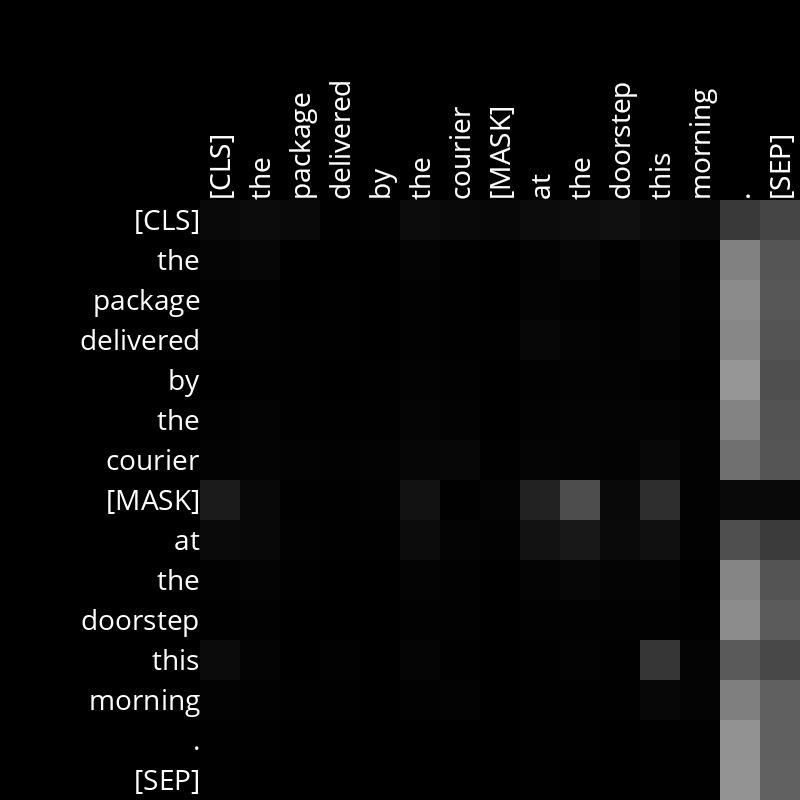 [CLS]
the
package
delivered
by
the
courier
[MASK]
at
the
doorstep
this
morning
.
[SEP]
[CLS]
the
package
delivered
by
the
courier
[MASK]
at
the
doorstep
this
morning
.
[SEP]